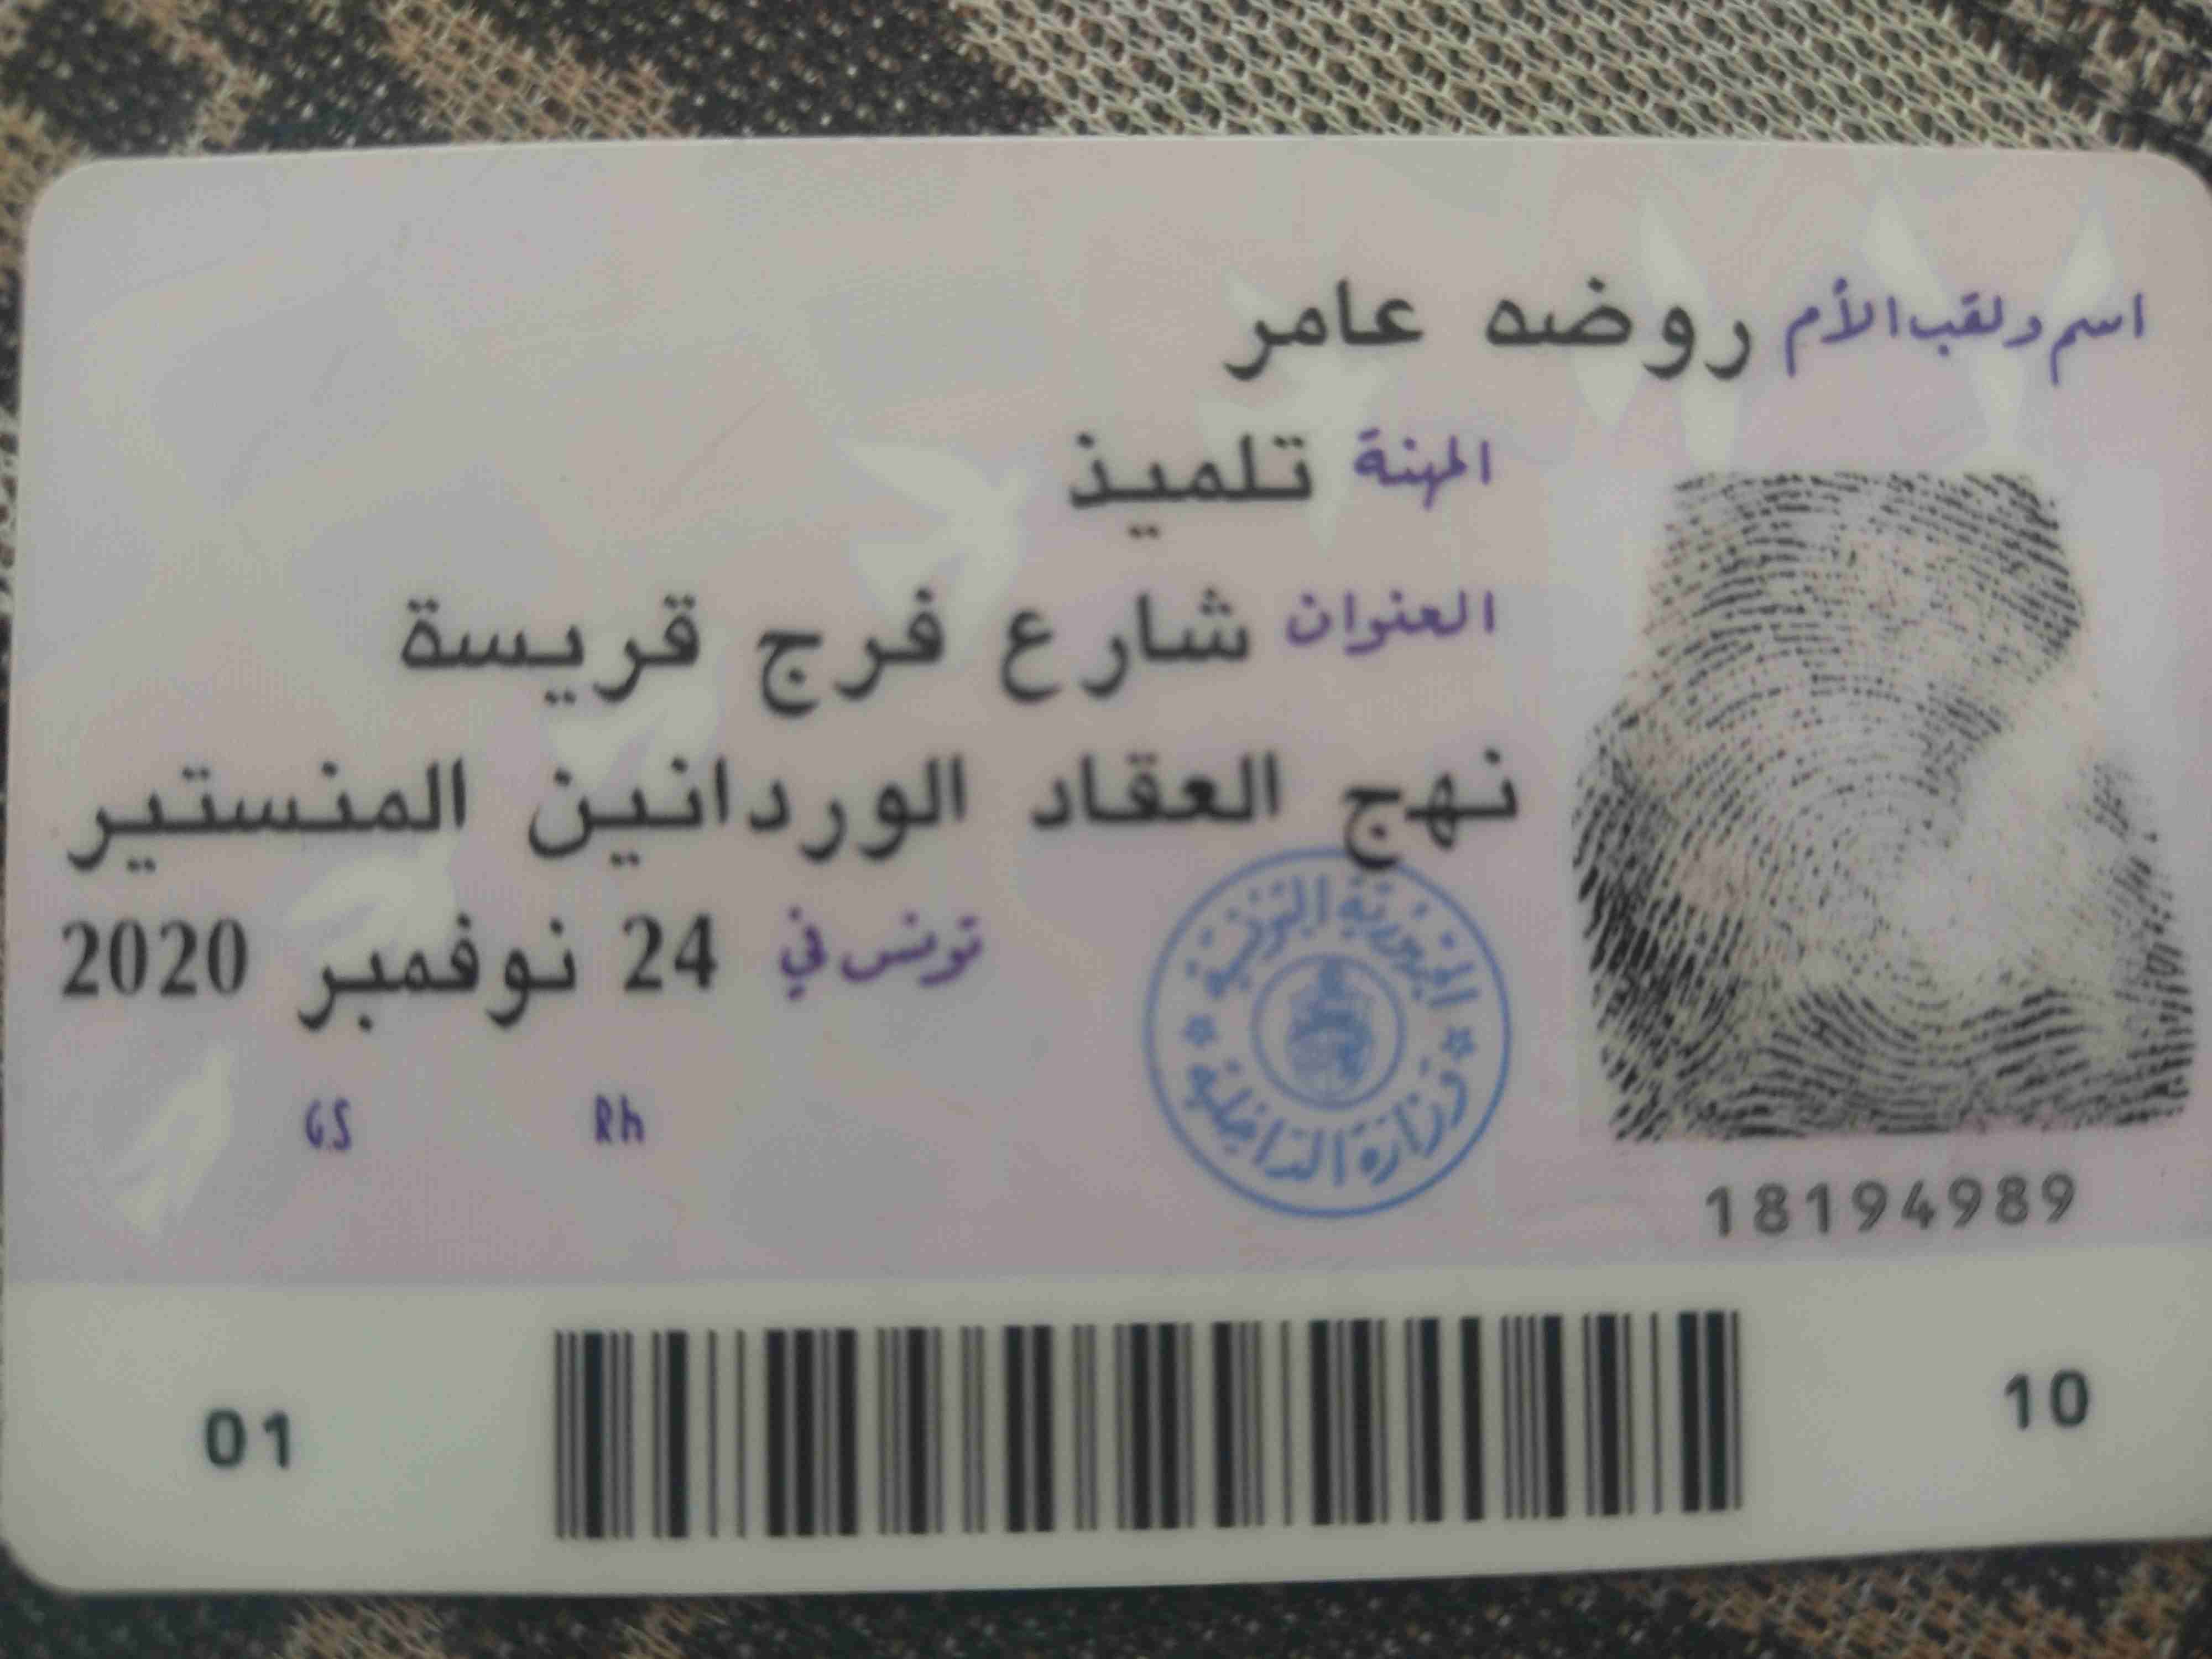 اسم ولقب الأم روضه عامر
المهنة تلميذ
العنوان شارع فرج قريسة
نهج العقاد الوردانين المنستير
تونس في 24 نوفمبر 2020
الجمهورية التونسية
وزارة الداخلية
GS Rh
18194989
01 10